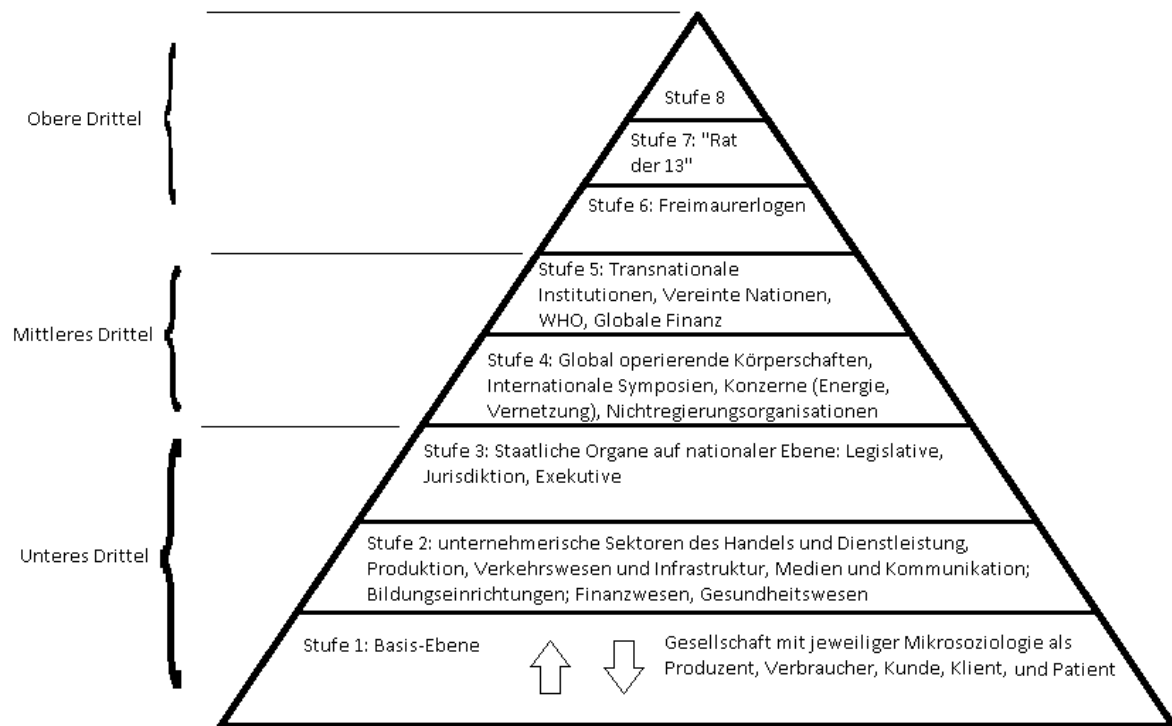 Obere Drittel
Stufe 8
Stufe 7: "Rat
der 13"
Stufe 6: Freimaurerlogen
Mittleres Drittel
Stufe 5: Transnationale
Institutionen, Vereinte Nationen,
WHO, Globale Finanz
Stufe 4: Global operierende Körperschaften,
Internationale Symposien, Konzerne (Energie,
Vernetzung), Nichtregierungsorganisationen
Unteres Drittel
Stufe 3: Staatliche Organe auf nationaler Ebene: Legislative,
Jurisdiktion, Exekutive
Stufe 2: unternehmerische Sektoren des Handels und Dienstleistung,
Produktion, Verkehrswesen und Infrastruktur, Medien und Kommunikation;
Bildungseinrichtungen; Finanzwesen, Gesundheitswesen
Stufe 1: Basis-Ebene
Gesellschaft mit jeweiliger Mikrosoziologie als
Produzent, Verbraucher, Kunde, Klient, und Patient